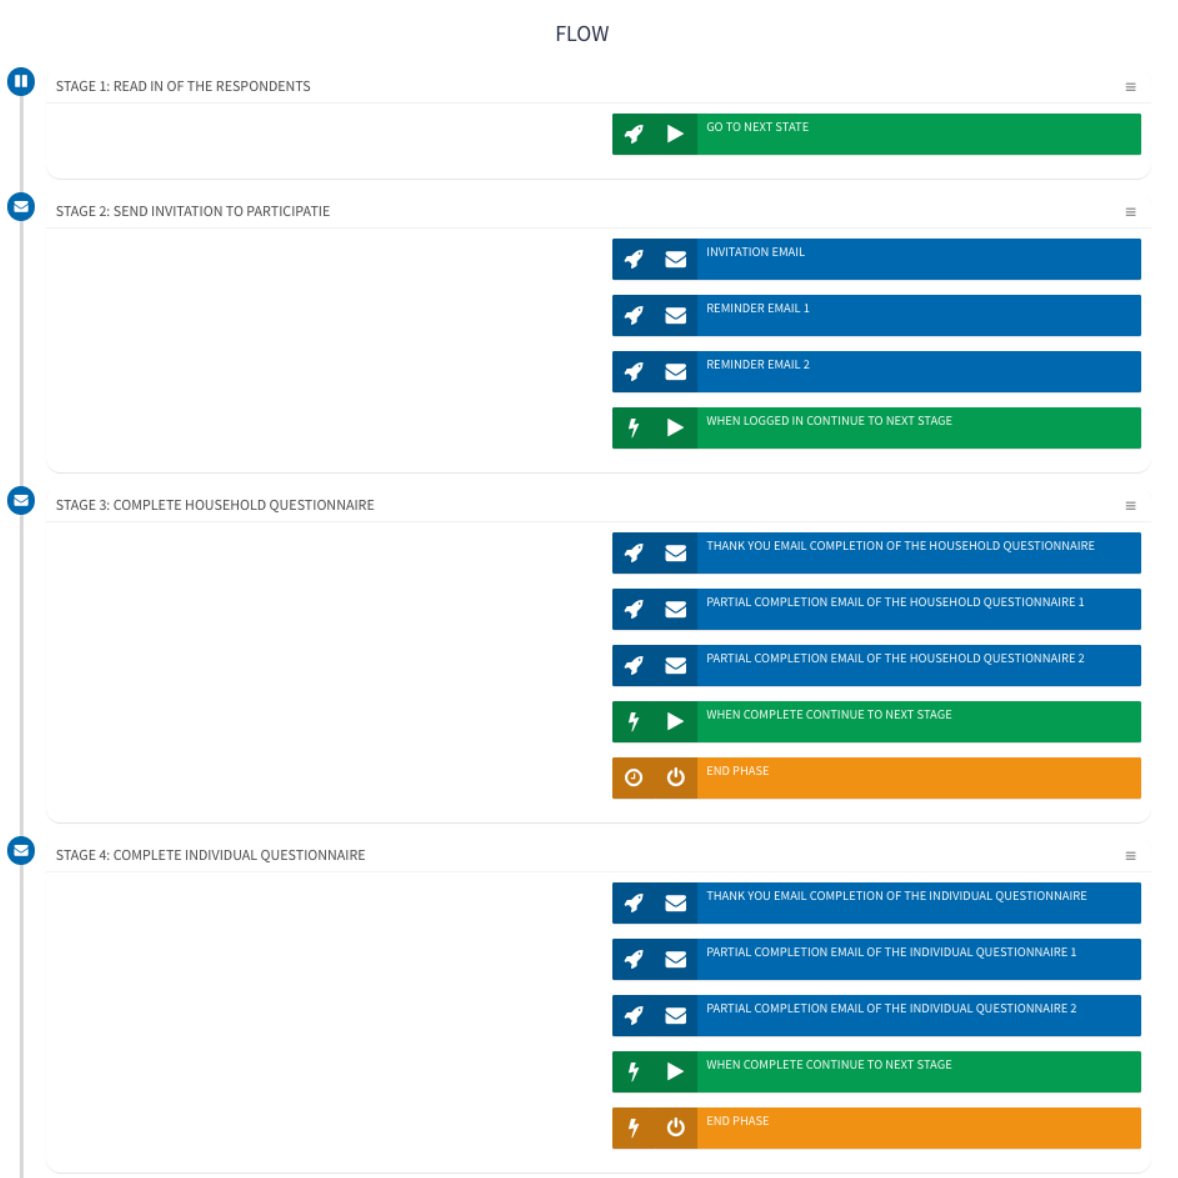 FLOW
STAGE 1: READ IN OF THE RESPONDENTS
GO TO NEXT STATE
STAGE 2: SEND INVITATION TO PARTICIPATIE
INVITATION EMAIL
REMINDER EMAIL 1
REMINDER EMAIL 2
WHEN LOGGED IN CONTINUE TO NEXT STAGE
STAGE 3: COMPLETE HOUSEHOLD QUESTIONNAIRE
THANK YOU EMAIL COMPLETION OF THE HOUSEHOLD QUESTIONNAIRE
PARTIAL COMPLETION EMAIL OF THE HOUSEHOLD QUESTIONNAIRE 1
PARTIAL COMPLETION EMAIL OF THE HOUSEHOLD QUESTIONNAIRE 2
WHEN COMPLETE CONTINUE TO NEXT STAGE
END PHASE
STAGE 4: COMPLETE INDIVIDUAL QUESTIONNAIRE
THANK YOU EMAIL COMPLETION OF THE INDIVIDUAL QUESTIONNAIRE
PARTIAL COMPLETION EMAIL OF THE INDIVIDUAL QUESTIONNAIRE 1
PARTIAL COMPLETION EMAIL OF THE INDIVIDUAL QUESTIONNAIRE 2
WHEN COMPLETE CONTINUE TO NEXT STAGE
END PHASE